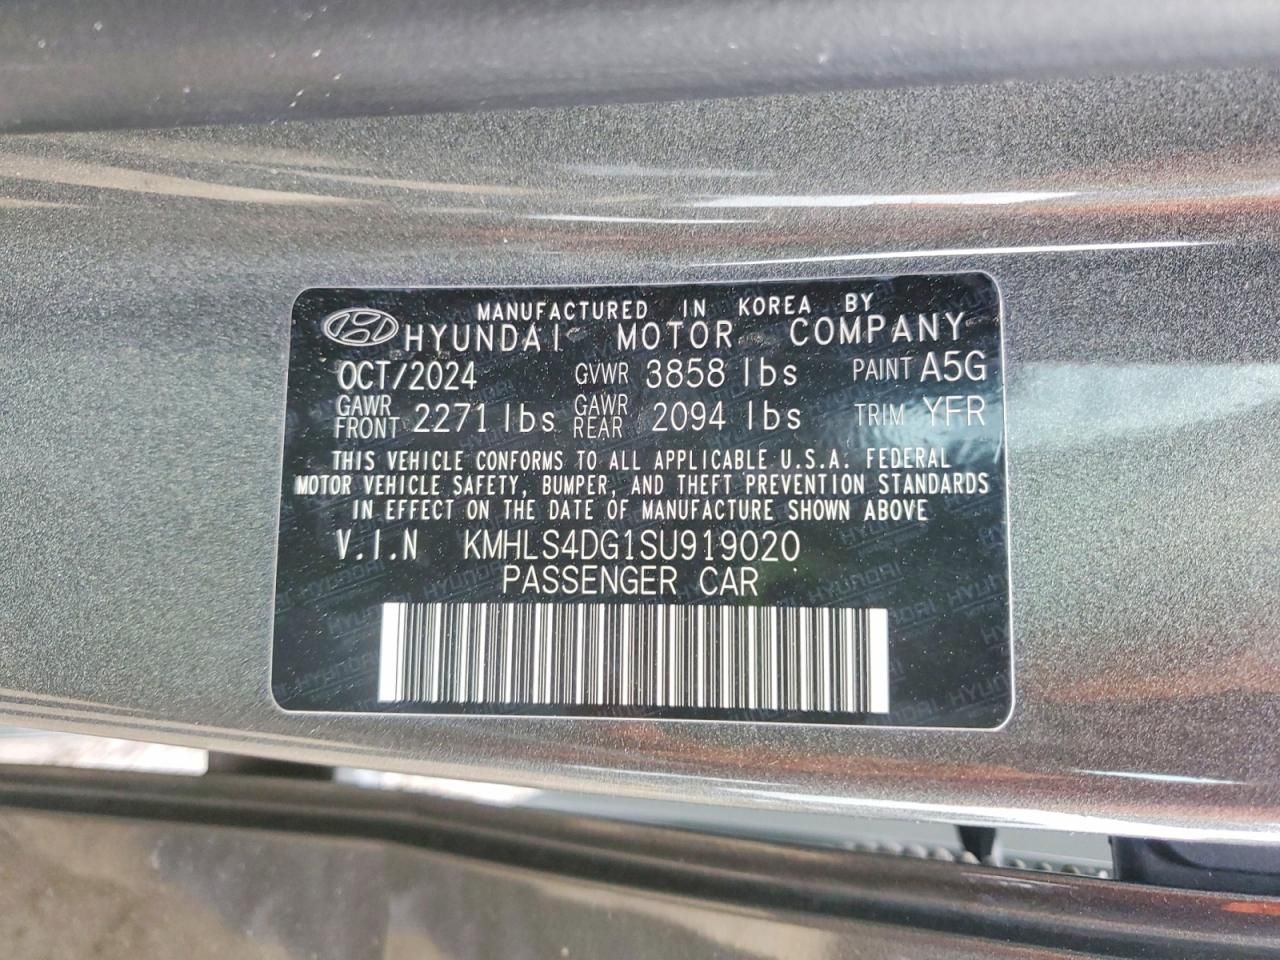 MANUFACTURED IN KOREA BY
HYUNDAI MOTOR COMPANY
OCT/2024 GVWR 3858 lbs PAINT A5G
GAWR FRONT 2271 lbs GAWR REAR 2094 lbs TRIM YFR
THIS VEHICLE CONFORMS TO ALL APPLICABLE U.S.A. FEDERAL
MOTOR VEHICLE SAFETY, BUMPER, AND THEFT PREVENTION STANDARDS
IN EFFECT ON THE DATE OF MANUFACTURE SHOWN ABOVE
V.I.N KMHLS4DG1SU919020
PASSENGER CAR